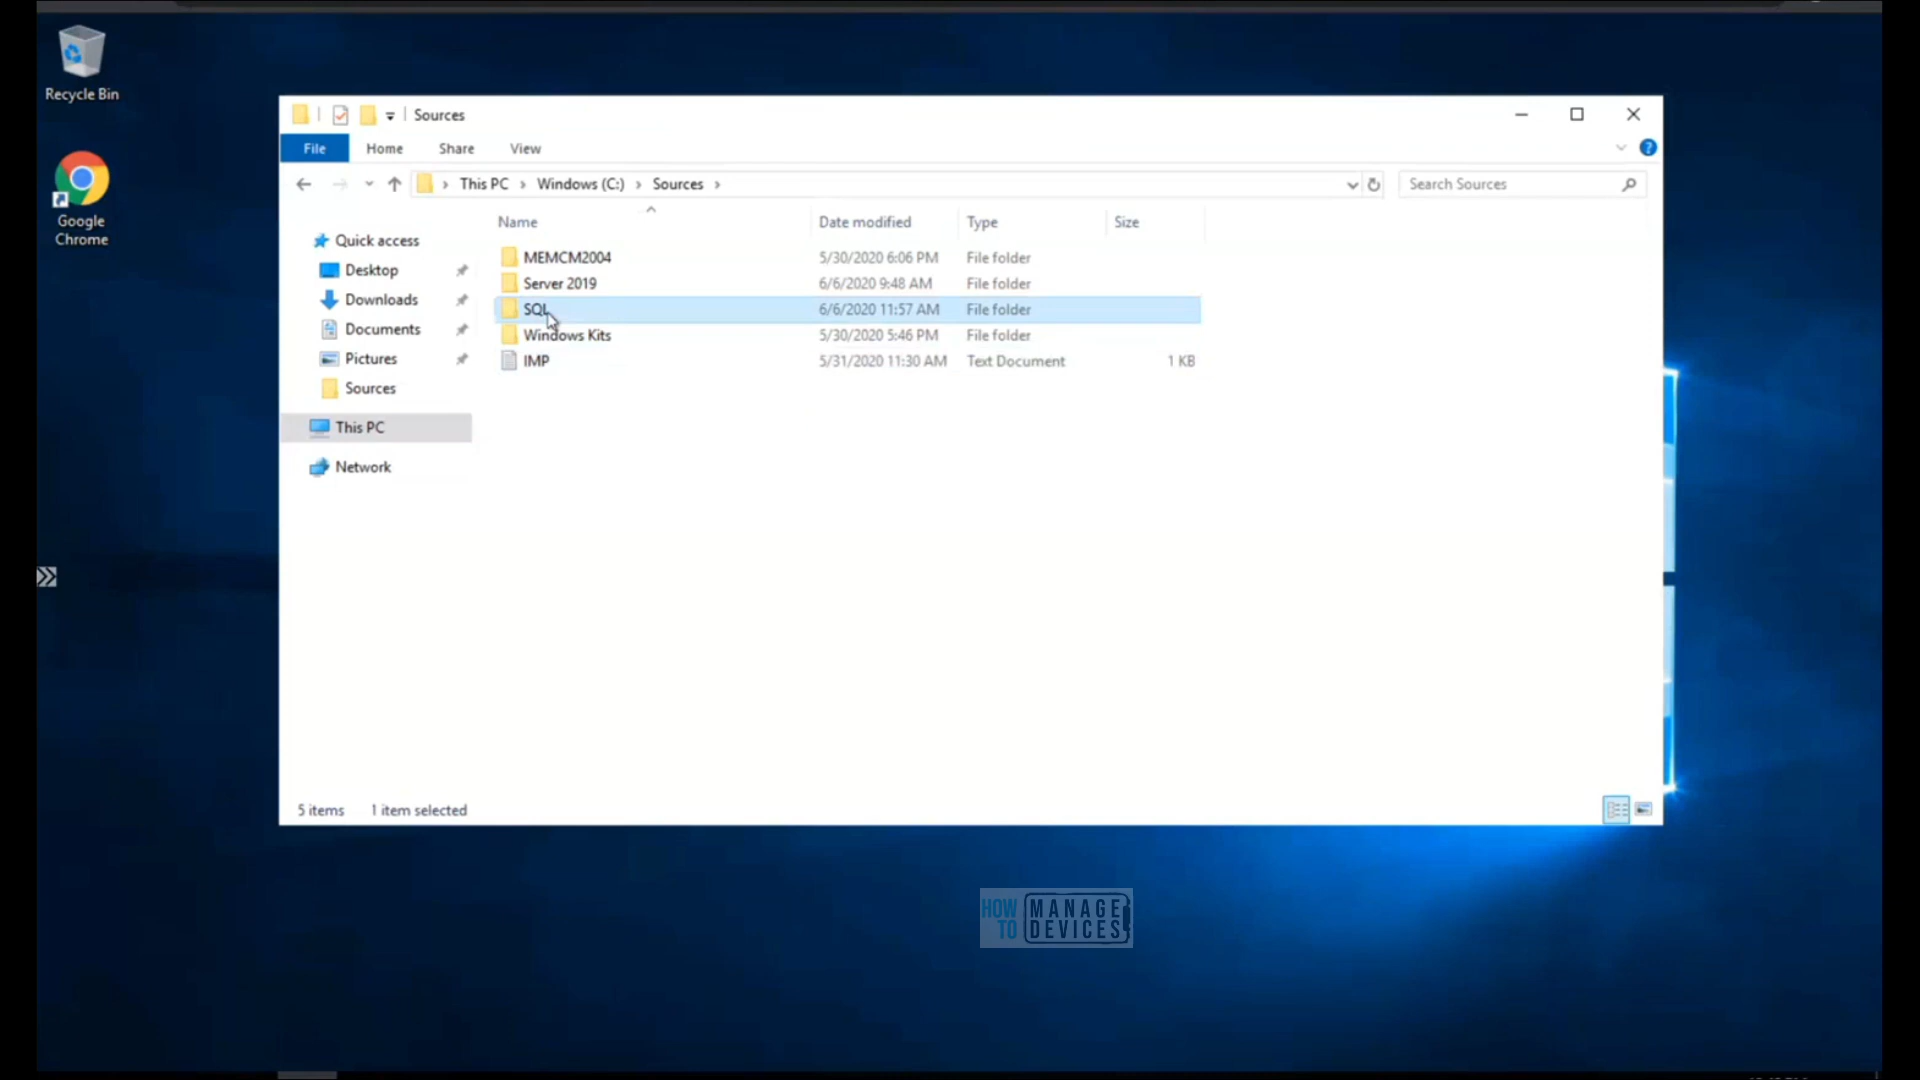 Recycle Bin
Google
Chrome
Sources
File Home Share View
This PC Windows (C:) Sources
Search Sources
Name Date modified Type Size
Quick access
Desktop
Downloads
Documents
Pictures
Sources
This PC
Network
MEMCM2004 5/30/2020 6:06 PM File folder
Server 2019 6/6/2020 9:48 AM File folder
SQL 6/6/2020 11:57 AM File folder
Windows Kits 5/30/2020 5:46 PM File folder
IMP 5/31/2020 11:30 AM Text Document 1 KB
5 items 1 item selected
HOW MANAGE
TO DEVICES